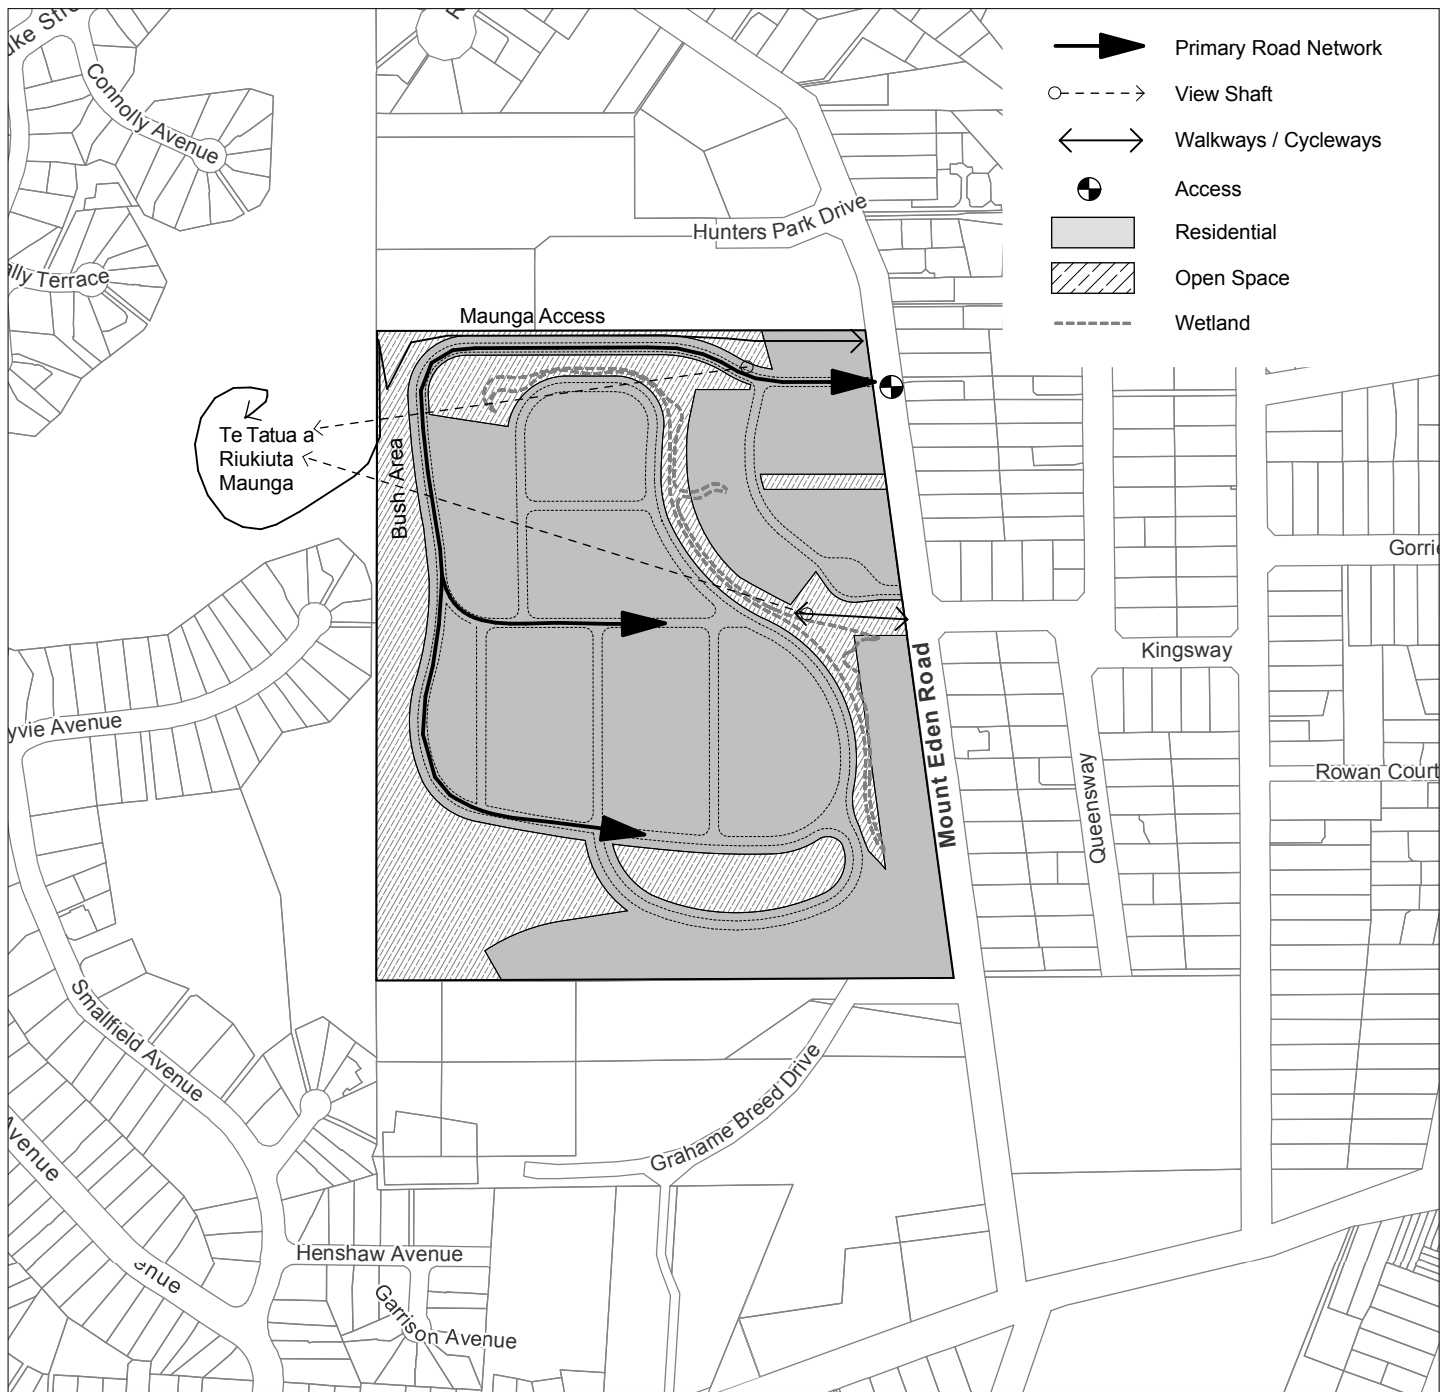 Primary Road Network
View Shaft
Walkways / Cycleways
Access
Residential
Open Space
Wetland
Connolly Avenue
Hunters Park Drive
Maunga Access
Te Tatua a
Riukiuta
Maunga
Bush Area
Kingsway
Mount Eden Road
Queensway
Rowan Court
Smallfield Avenue
Grahame Breed Drive
Avenue
Henshaw Avenue
Garrison Avenue